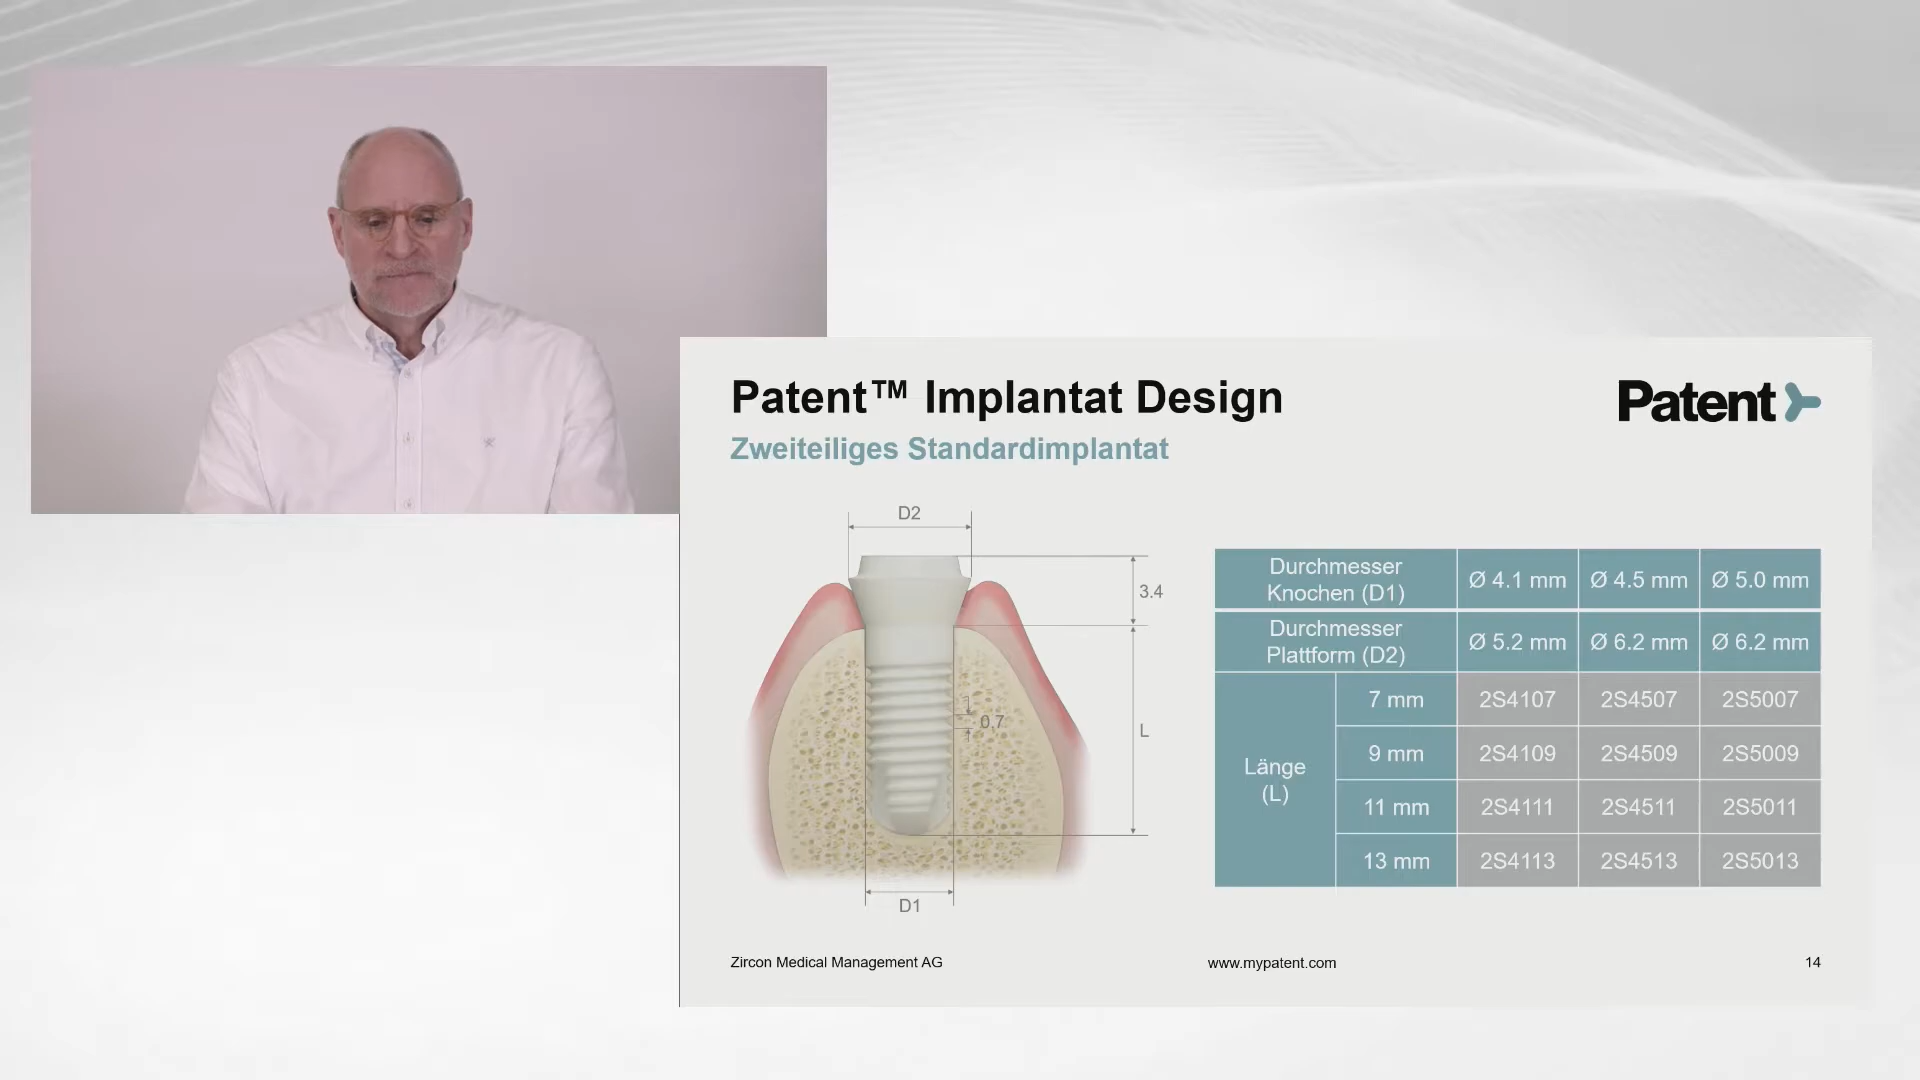 Patent™ Implantat Design
Patent
Zweiteiliges Standardimplantat
D2
3.4
0.7
L
D1
Durchmesser
Knochen (D1)
Ø 4.1 mm
Ø 4.5 mm
Ø 5.0 mm
Durchmesser
Plattform (D2)
Ø 5.2 mm
Ø 6.2 mm
Ø 6.2 mm
Länge
(L)
7 mm
2S4107
2S4507
2S5007
9 mm
2S4109
2S4509
2S5009
11 mm
2S4111
2S4511
2S5011
13 mm
2S4113
2S4513
2S5013
Zircon Medical Management AG
www.mypatent.com
14